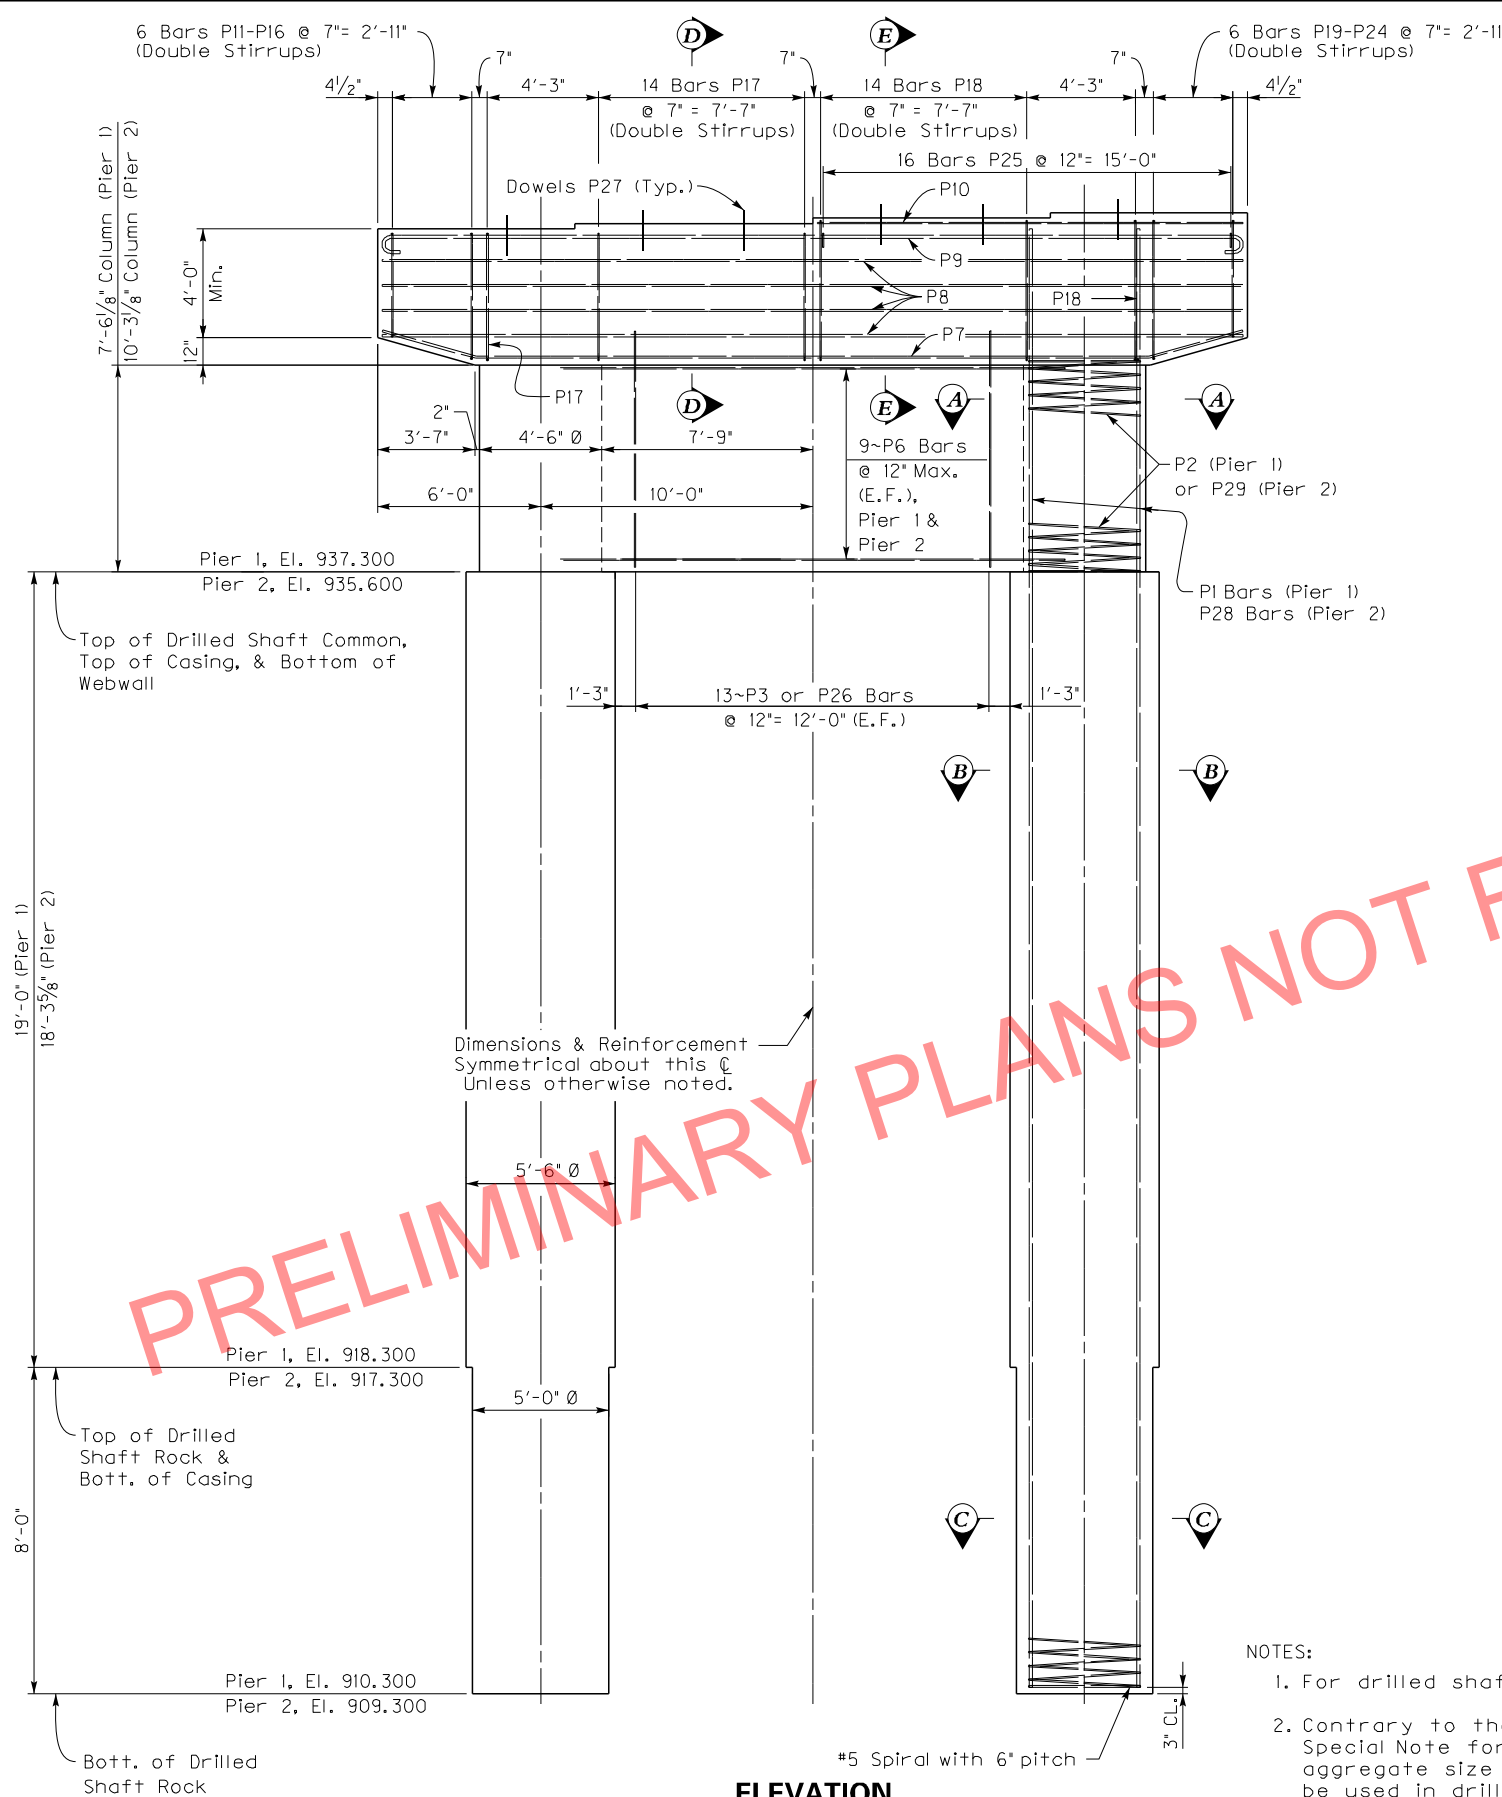 6 Bars P11-P16 @ 7"= 2'-11"
(Double Stirrups)
D
E
6 Bars P19-P24 @ 7"= 2'-11
(Double Stirrups)
7"
7"
7"
4½"
4'-3"
14 Bars P17
@ 7" = 7'-7"
(Double Stirrups)
14 Bars P18
@ 7" = 7'-7"
(Double Stirrups)
4'-3"
4½"
16 Bars P25 @ 12"= 15'-0"
Dowels P27 (Typ.)
P10
7'-6⅛" Column (Pier 1)
10'-3⅛" Column (Pier 2)
4'-0"
Min.
12"
P9
P8
P18
P7
P17
D
E
A
A
2"
3'-7"
4'-6" Ø
7'-9"
6'-0"
10'-0"
9~P6 Bars
@ 12" Max.
(E.F.),
Pier 1 &
Pier 2
P2 (Pier 1)
or P29 (Pier 2)
Pier 1, El. 937.300
Pier 2, El. 935.600
P1 Bars (Pier 1)
P28 Bars (Pier 2)
Top of Drilled Shaft Common,
Top of Casing, & Bottom of
Webwall
1'-3"
13~P3 or P26 Bars
@ 12"= 12'-0" (E.F.)
1'-3"
B
B
19'-0" (Pier 1)
18'-3⅝" (Pier 2)
Dimensions & Reinforcement
Symmetrical about this ℄
Unless otherwise noted.
PRELIMINARY PLANS NOT
5'-6" Ø
Pier 1, El. 918.300
Pier 2, El. 917.300
5'-0" Ø
Top of Drilled
Shaft Rock &
Bott. of Casing
C
C
8'-0"
Pier 1, El. 910.300
Pier 2, El. 909.300
Bott. of Drilled
Shaft Rock
3" CL.
#5 Spiral with 6" pitch
ELEVATION
NOTES:
1. For drilled shaf
2. Contrary to the
Special Note for
aggregate size
be used in drill